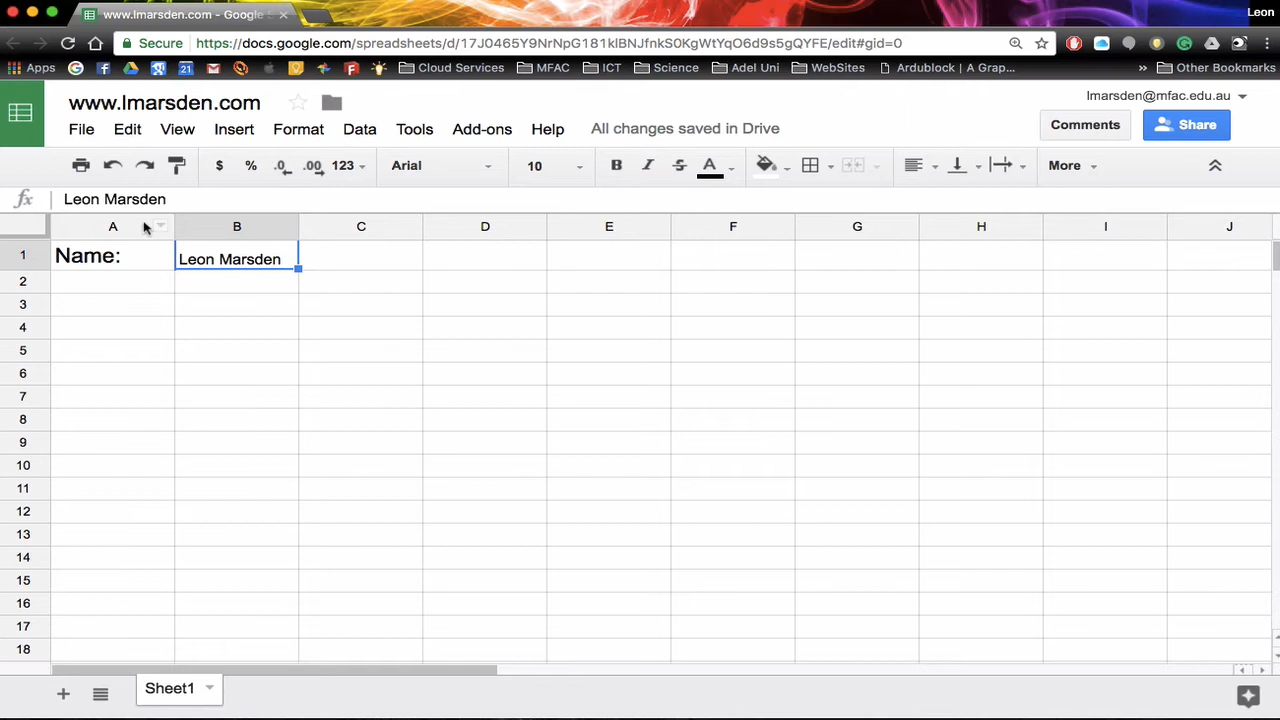 Leon
www.lmarsden.com - Google S
Secure https://docs.google.com/spreadsheets/d/17J0465Y9NrNpG181klBNJfnkS0KgWtYqO6d9s5gQYFE/edit#gid=0
Apps 21 Cloud Services MFAC ICT Science Adel Uni WebSites Ardublock | A Grap... » Other Bookmarks
www.lmarsden.com
lmarsden@mfac.edu.au
File Edit View Insert Format Data Tools Add-ons Help All changes saved in Drive
Comments Share
$ % .0 .00 123 Arial 10 B I S A More
fx Leon Marsden
A B C D E F G H I J
1 Name: Leon Marsden
2
3
4
5
6
7
8
9
10
11
12
13
14
15
16
17
18
+ Sheet1